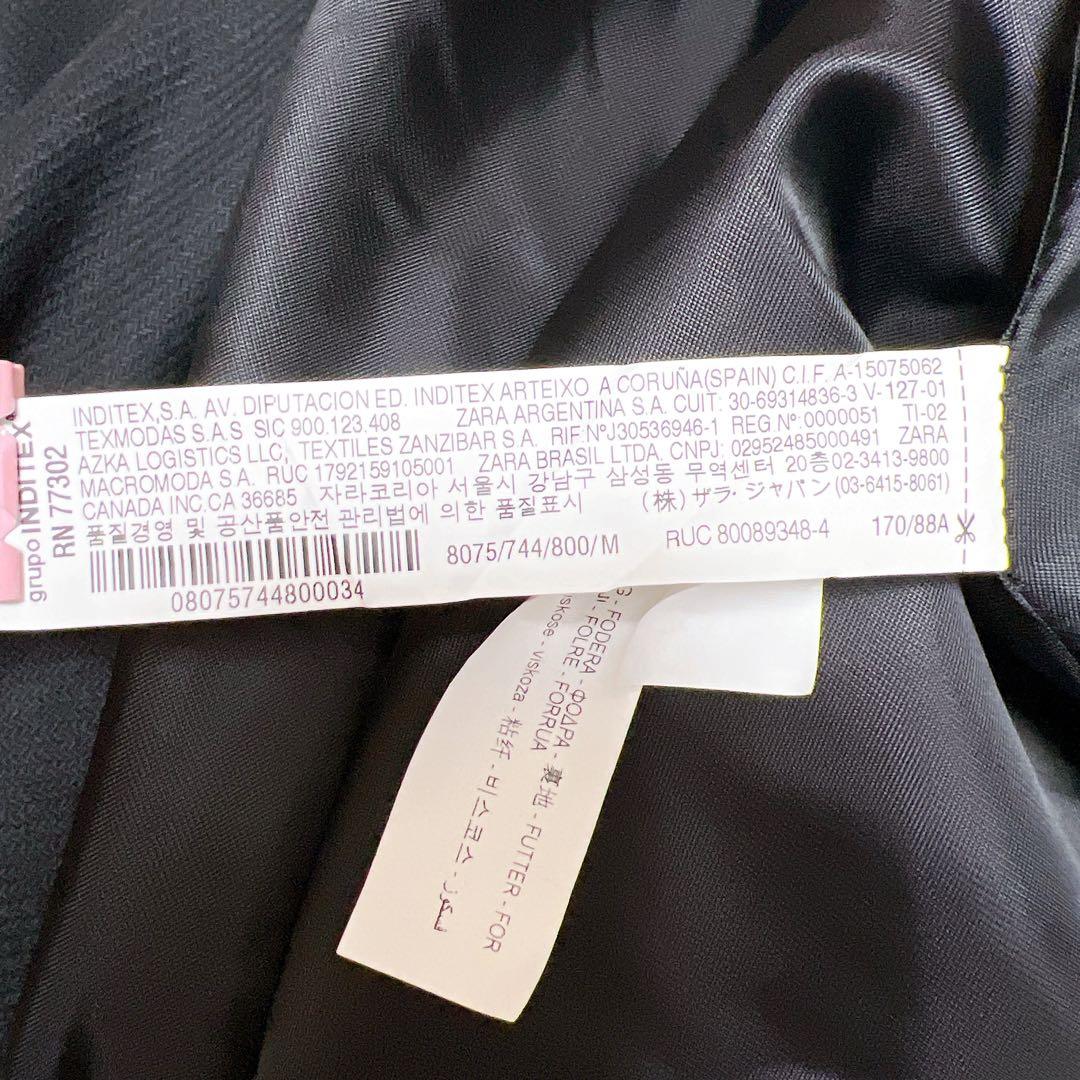 grupo INDITEX
RN 77302
INDITEX,S.A. AV. DIPUTACION ED. INDITEX ARTEIXO A CORUÑA(SPAIN) C.I.F. A-15075062
TEXMODAS S.A.S SIC 900.123.408 ZARA ARGENTINA S.A. CUIT: 30-69314836-3 V-127-01
AZKA LOGISTICS LLC, TEXTILES ZANZIBAR S.A. RIF:NºJ30536946-1 REG.Nº:0000051 TI-02
MACROMODA S.A. RUC 1792159105001 ZARA BRASIL LTDA. CNPJ: 02952485000491 ZARA
CANADA INC.CA 36685 자라코리아 서울시 강남구 삼성동 무역센터 20층02-3413-9800
품질경영 및 공산품안전 관리법에 의한 품질표시 (株) ザラ・ジャパン (03-6415-8061)
8075/744/800/M RUC 80089348-4 170/88A
08075744800034
G - FODERA - ΦΟΔΡΑ - 裏地 - FUTTER - FOR
- FOLRE - FORRUA
viskose - viskoza - 粘纤 - 비스코스 -